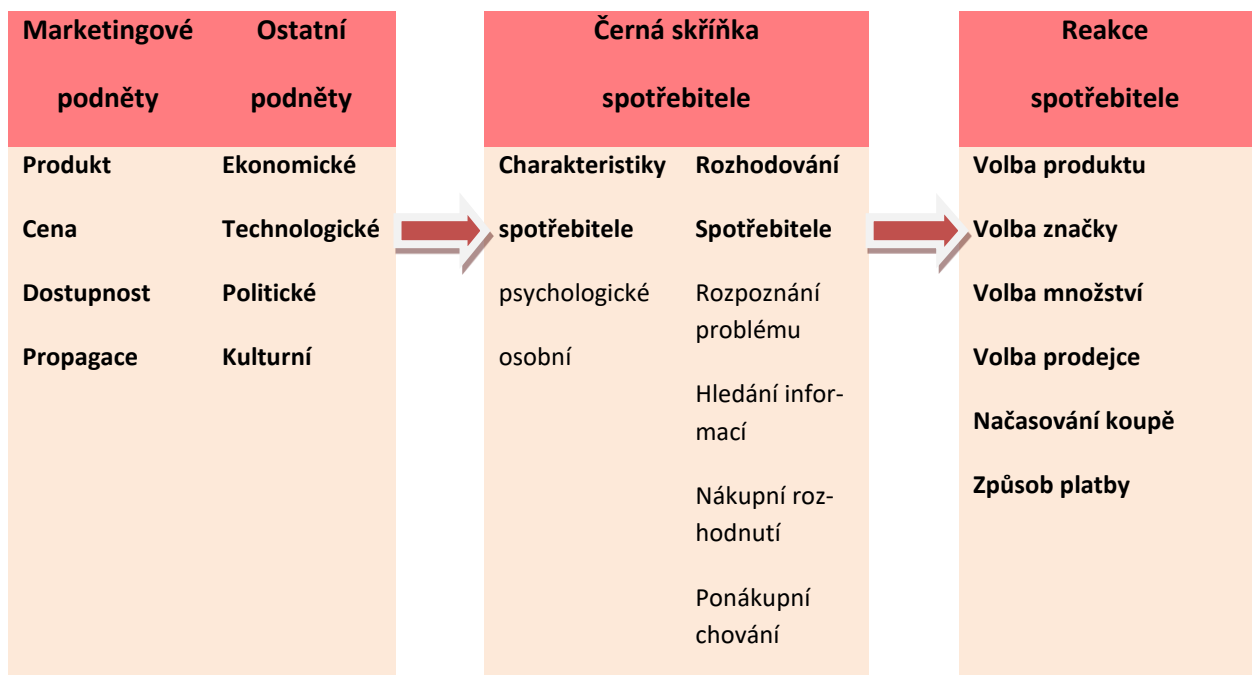 Marketingové
podněty
Ostatní
podněty
Produkt
Cena
Dostupnost
Propagace
Ekonomické
Technologické
Politické
Kulturní
Černá skříňka
spotřebitele
Charakteristiky
spotřebitele
psychologické
osobní
Rozhodování
Spotřebitele
Rozpoznání
problému
Hledání infor-
mací
Nákupní roz-
hodnutí
Ponákupní
chování
Reakce
spotřebitele
Volba produktu
Volba značky
Volba množství
Volba prodejce
Načasování koupě
Způsob platby